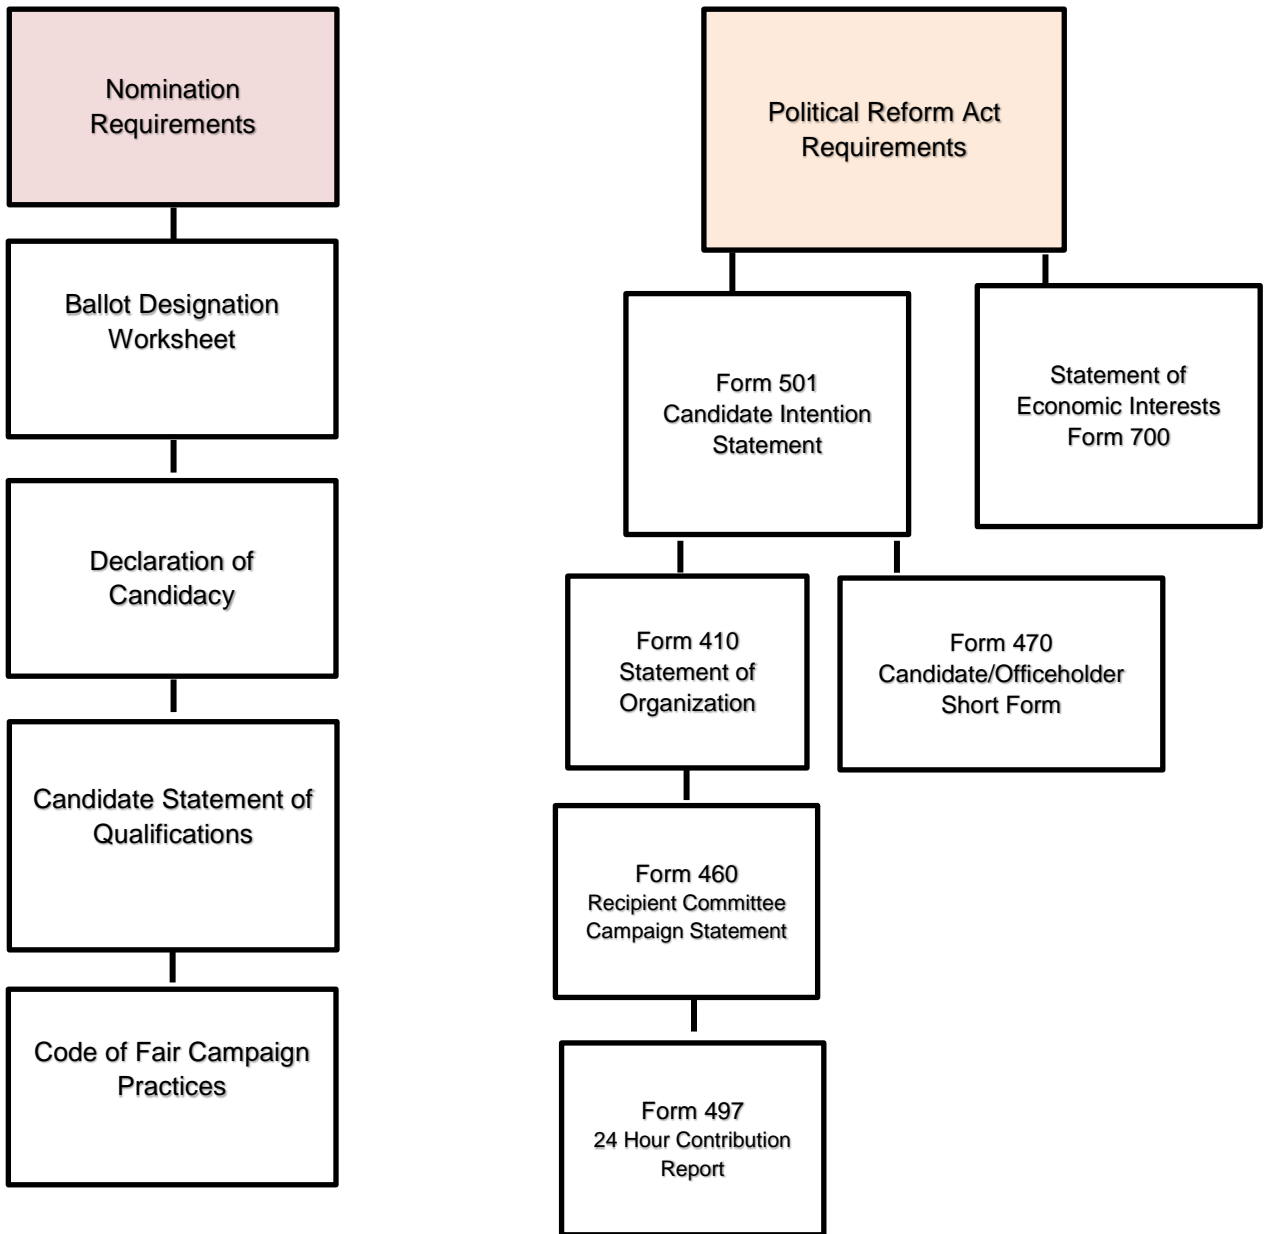 Nomination
Requirements
Ballot Designation
Worksheet
Declaration of
Candidacy
Candidate Statement of
Qualifications
Code of Fair Campaign
Practices
Political Reform Act
Requirements
Form 501
Candidate Intention
Statement
Statement of
Economic Interests
Form 700
Form 410
Statement of
Organization
Form 470
Candidate/Officeholder
Short Form
Form 460
Recipient Committee
Campaign Statement
Form 497
24 Hour Contribution
Report